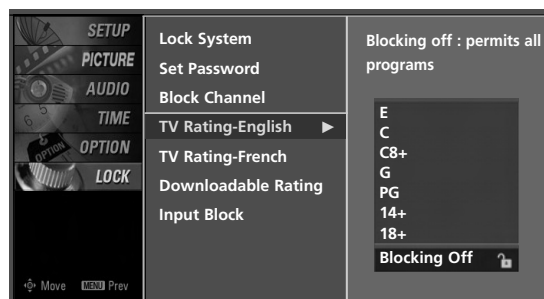 SETUP
PICTURE
AUDIO
TIME
OPTION
LOCK
Move MENU Prev
Lock System
Set Password
Block Channel
TV Rating-English ►
TV Rating-French
Downloadable Rating
Input Block
Blocking off : permits all
programs
E
C
C8+
G
PG
14+
18+
Blocking Off